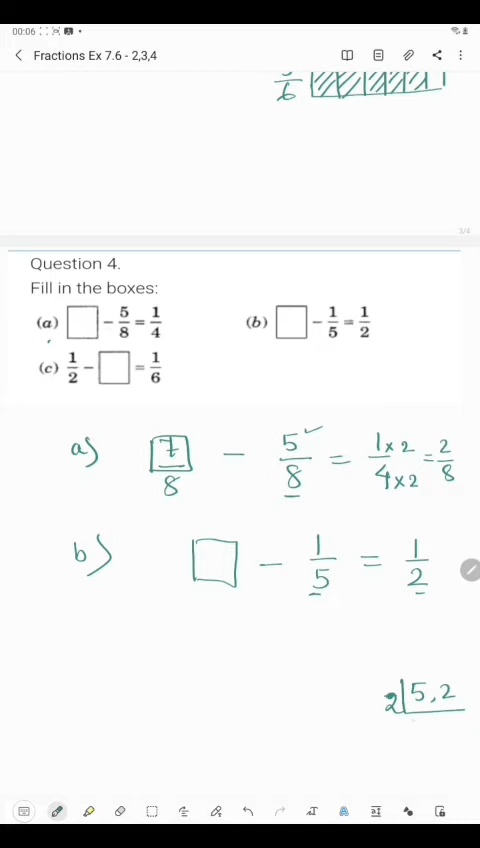 00:06
Fractions Ex 7.6 - 2,3,4
6
3/4
Question 4.
Fill in the boxes:
(a) □ - 5/8 = 1/4 (b) □ - 1/5 = 1/2
(c) 1/2 - □ = 1/6
a) 7/8 - 5/8 = 1×2/4×2 = 2/8
b) □ - 1/5 = 1/2
2|5,2